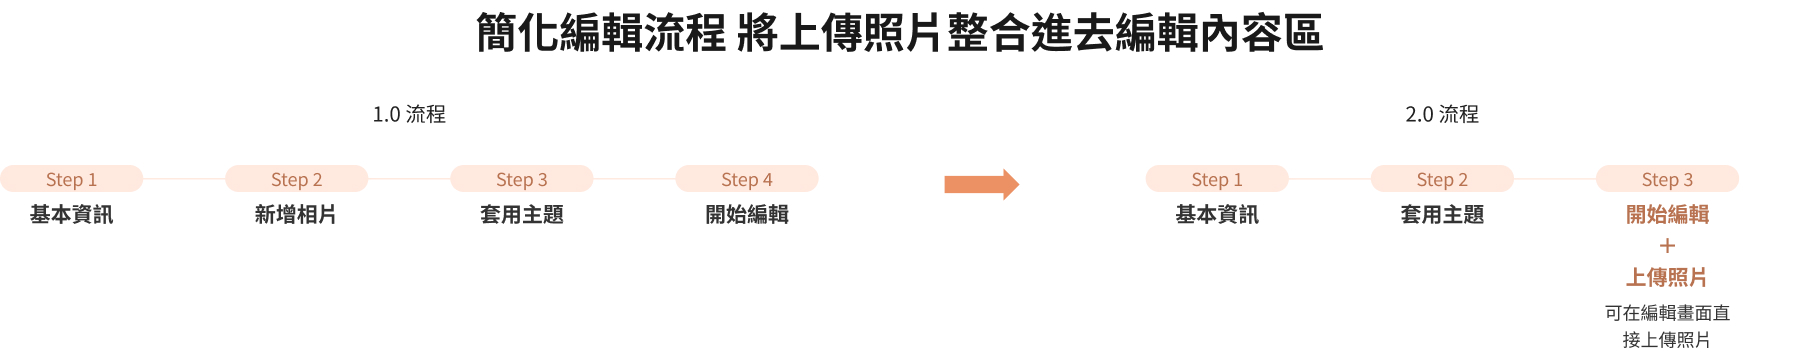 簡化編輯流程 將上傳照片整合進去編輯內容區
1.0 流程
Step 1
Step 2
Step 3
Step 4
基本資訊
新增相片
套用主題
開始編輯
2.0 流程
Step 1
Step 2
Step 3
基本資訊
套用主題
開始編輯
+
上傳照片
可在編輯畫面直
接上傳照片